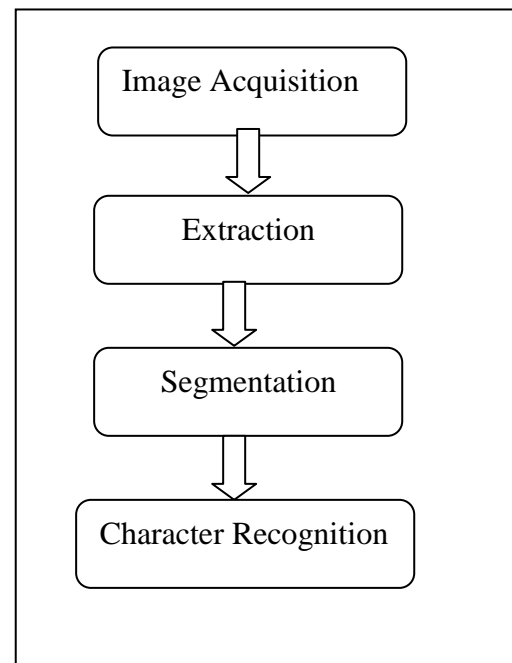 Image Acquisition
Extraction
Segmentation
Character Recognition